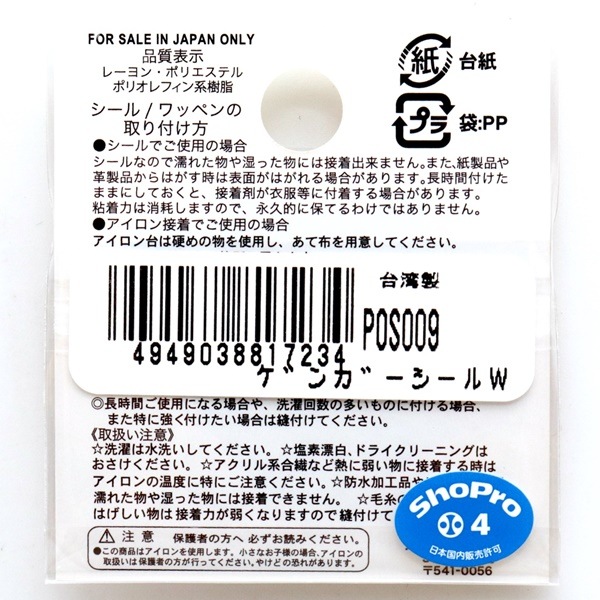 FOR SALE IN JAPAN ONLY
品質表示
レーヨン・ポリエステル
ポリオレフィン系樹脂
シール / ワッペンの
取り付け方
紙
台紙
プラ
袋:PP
●シールでご使用の場合
シールなので濡れた物や湿った物には接着出来ません。また、紙製品や
革製品からはがす時は表面がはがれる場合があります。長時間付けた
ままにしておくと、接着剤が衣服等に付着する場合があります。
粘着力は消耗しますので、永久的に保てるわけではありません。
●アイロン接着でご使用の場合
アイロン台は硬めの物を使用し、あて布を用意してください。
台湾製
POS009
4949038817234
ゲンガーシールW
◎長時間ご使用になる場合や、洗濯回数の多いものに付ける場合、
また特に強く付けたい場合は縫付けてください。
《取扱い注意》
☆洗濯は水洗いしてください。☆塩素漂白、ドライクリーニングは
おさけください。☆アクリル系合繊など熱に弱い物に接着する時は
アイロンの温度に特にご注意ください。☆防水加工品や
濡れた物や湿った物には接着できません。☆毛糸の
はげしい物は接着力が弱くなりますので縫付けて
ShoPro
4
日本国内販売許可
⚠注意 保護者の方へ 必ずお読みください。
●この商品はアイロンを使用します。小さなお子様の場合、アイロンの
取扱いは保護者の方が行ってください。やけどの恐れがあります。
〒541-0056